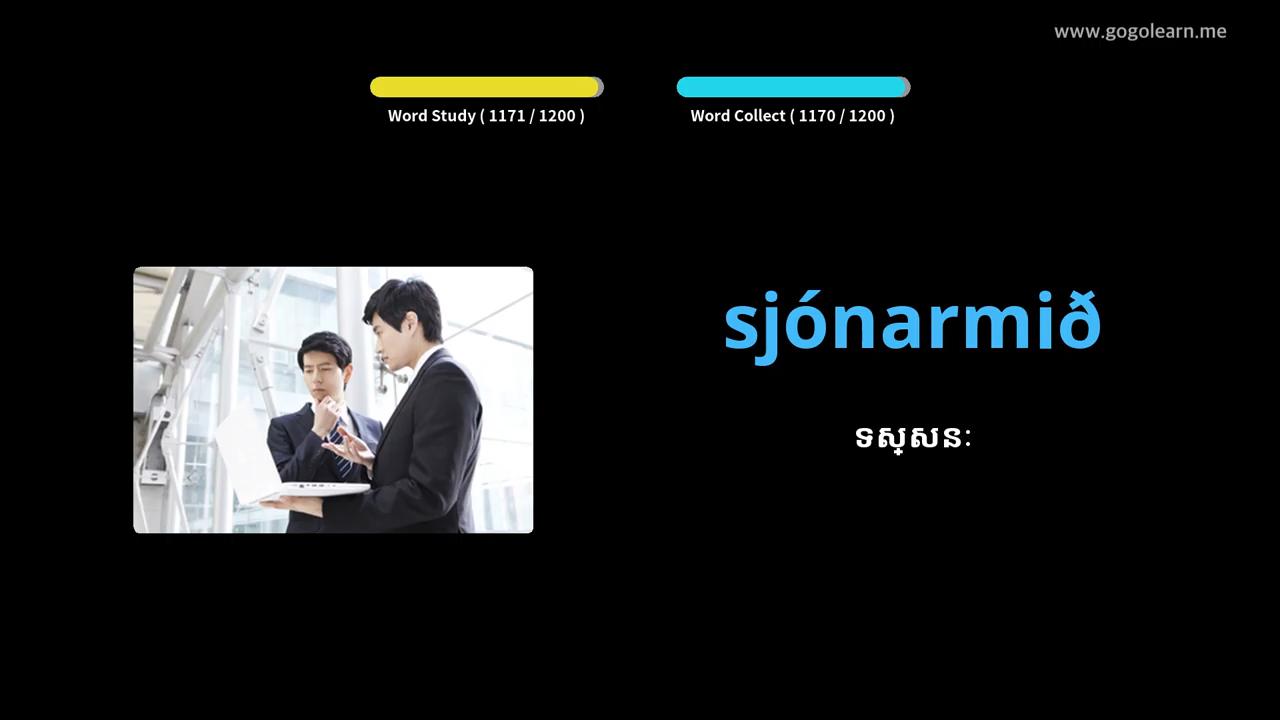 www.gogolearn.me
Word Study ( 1171 / 1200 )
Word Collect ( 1170 / 1200 )
sjónarmið
ទស្សនៈ